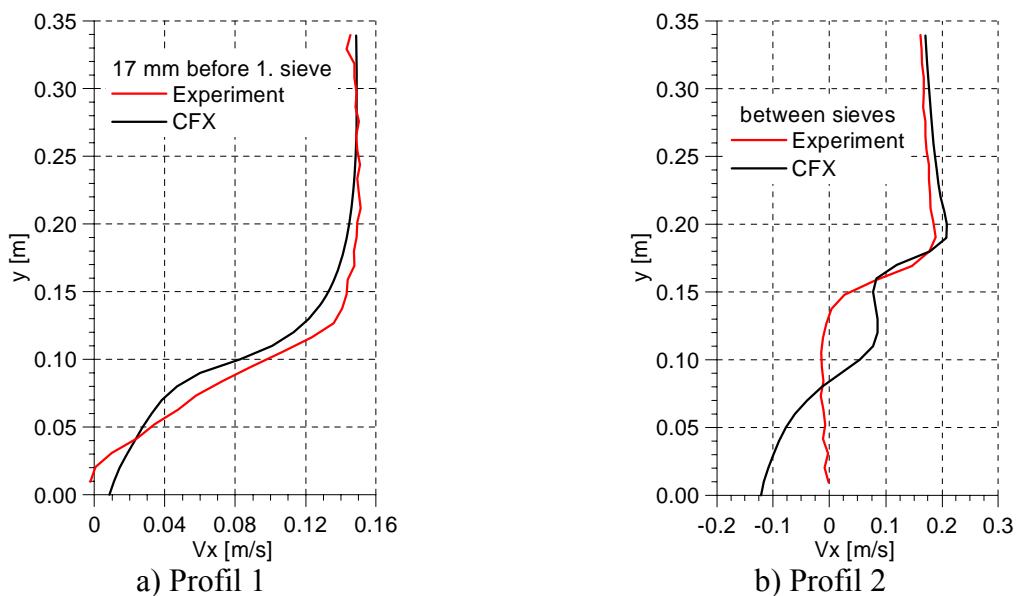 0.35
17 mm before 1. sieve
Experiment
CFX
0.30
0.25
0.20
0.15
0.10
0.05
0.00
y [m]
0 0.04 0.08 0.12 0.16
Vx [m/s]
a) Profil 1
0.35
between sieves
Experiment
CFX
0.30
0.25
0.20
0.15
0.10
0.05
0.00
y [m]
-0.2 -0.1 0 0.1 0.2 0.3
Vx [m/s]
b) Profil 2